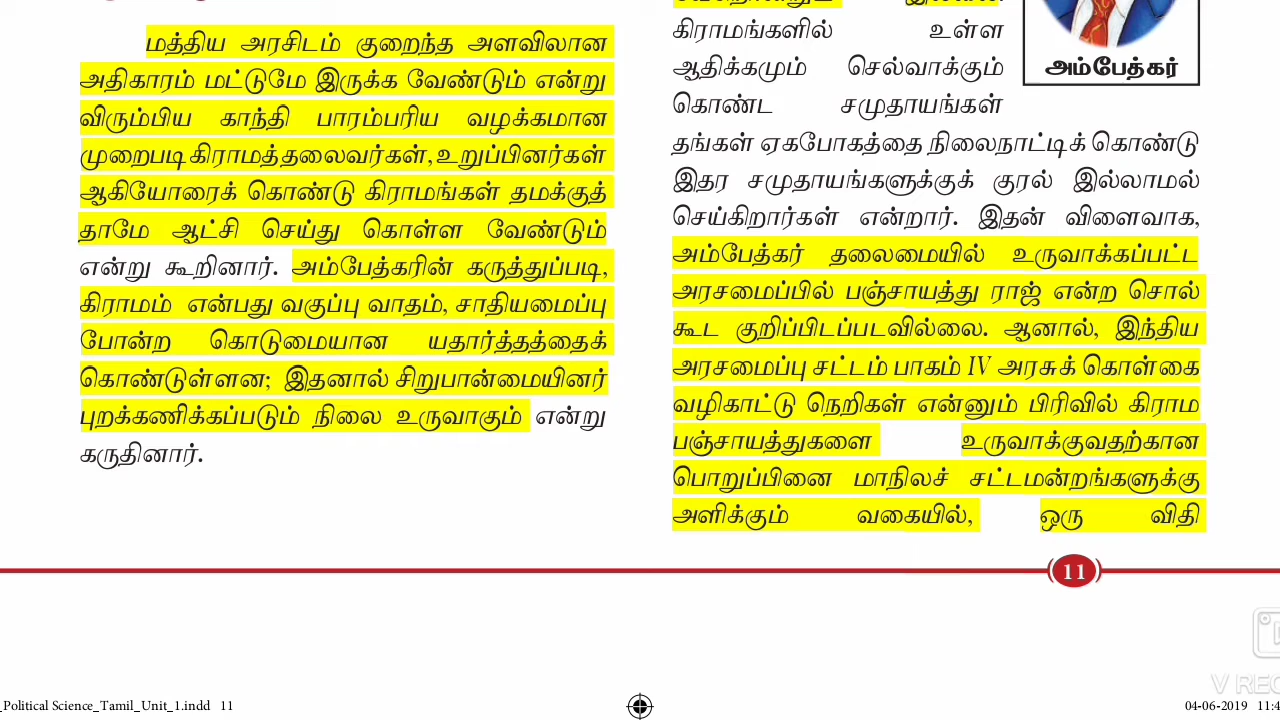 மத்திய அரசிடம் குறைந்த அளவிலான
அதிகாரம் மட்டுமே இருக்க வேண்டும் என்று
விரும்பிய காந்தி பாரம்பரிய வழக்கமான
முறைபடி கிராமத்தலைவர்கள், உறுப்பினர்கள்
ஆகியோரைக் கொண்டு கிராமங்கள் தமக்குத்
தாமே ஆட்சி செய்து கொள்ள வேண்டும்
என்று கூறினார். அம்பேத்கரின் கருத்துப்படி,
கிராமம் என்பது வகுப்பு வாதம், சாதியமைப்பு
போன்ற கொடுமையான யதார்த்தத்தைக்
கொண்டுள்ளன; இதனால் சிறுபான்மையினர்
புறக்கணிக்கப்படும் நிலை உருவாகும் என்று
கருதினார்.
கிராமங்களில் உள்ள
ஆதிக்கமும் செல்வாக்கும்
கொண்ட சமுதாயங்கள்
தங்கள் ஏகபோகத்தை நிலைநாட்டிக் கொண்டு
இதர சமுதாயங்களுக்குக் குரல் இல்லாமல்
செய்கிறார்கள் என்றார். இதன் விளைவாக,
அம்பேத்கர் தலைமையில் உருவாக்கப்பட்ட
அரசமைப்பில் பஞ்சாயத்து ராஜ் என்ற சொல்
கூட குறிப்பிடப்படவில்லை. ஆனால், இந்திய
அரசமைப்பு சட்டம் பாகம் IV அரசுக் கொள்கை
வழிகாட்டு நெறிகள் என்னும் பிரிவில் கிராம
பஞ்சாயத்துகளை உருவாக்குவதற்கான
பொறுப்பினை மாநிலச் சட்டமன்றங்களுக்கு
அளிக்கும் வகையில், ஒரு விதி
அம்பேத்கர்
11
_Political Science_Tamil_Unit_1.indd 11
04-06-2019 11:4
V REC